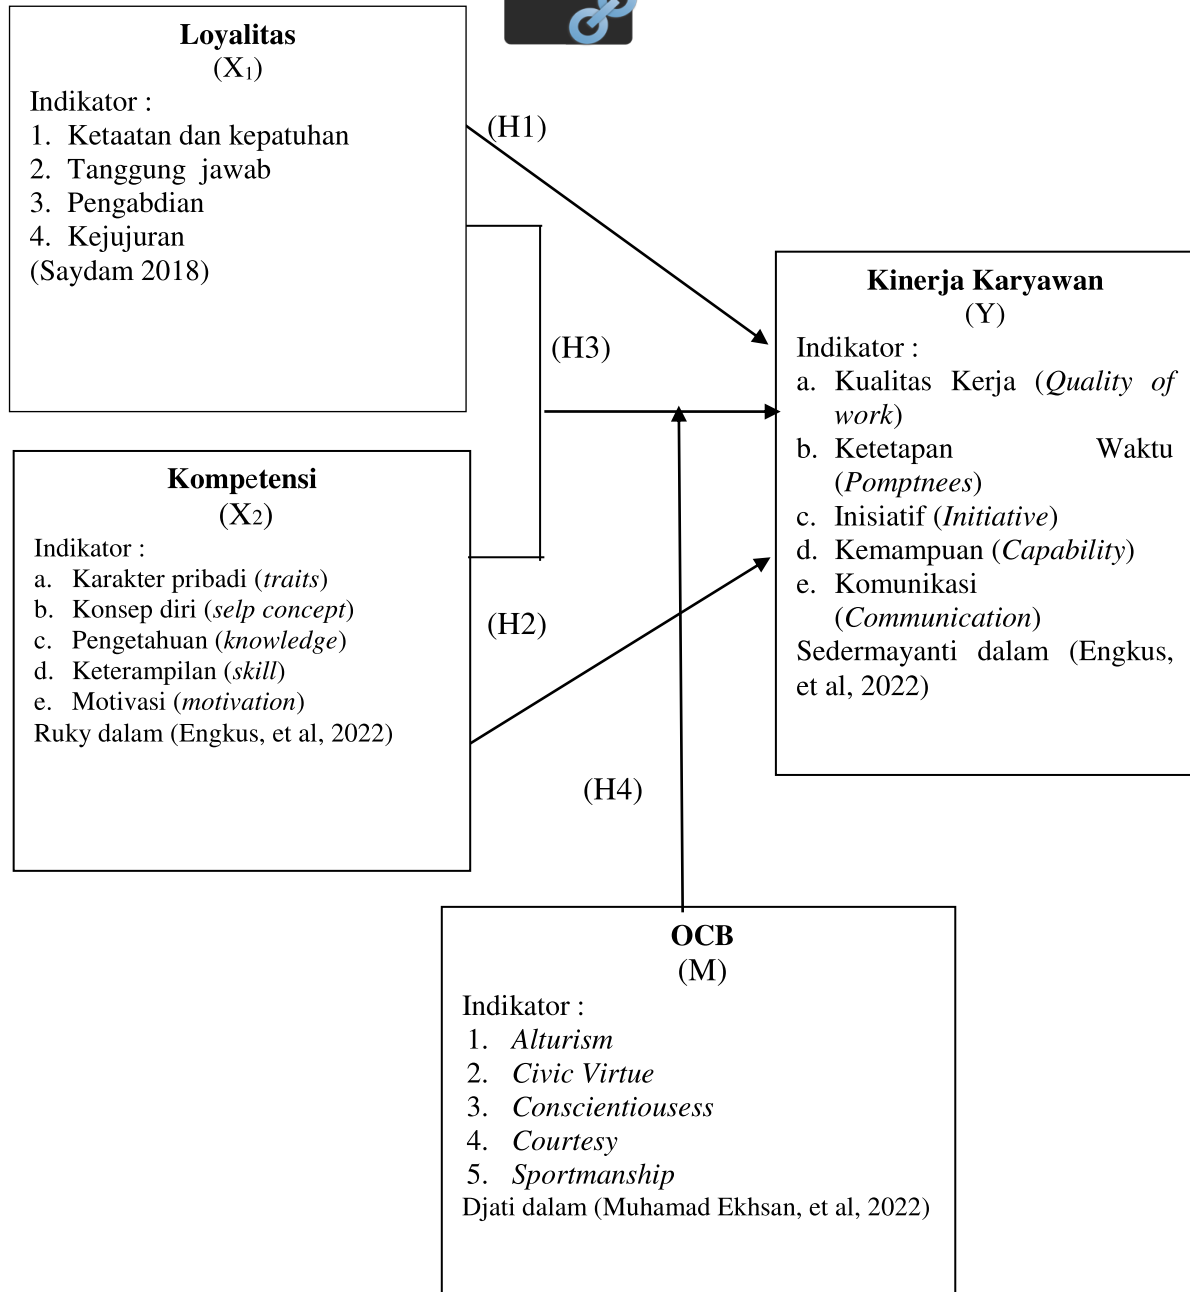 Loyalitas
(X1)
Indikator :
1. Ketaatan dan kepatuhan
2. Tanggung jawab
3. Pengabdian
4. Kejujuran
(Saydam 2018)
(H1)
(H3)
Kinerja Karyawan
(Y)
Indikator :
a. Kualitas Kerja (Quality of
work)
b. Ketetapan Waktu
(Pomptnees)
c. Inisiatif (Initiative)
d. Kemampuan (Capability)
e. Komunikasi
(Communication)
Sedermayanti dalam (Engkus,
et al, 2022)
Kompetensi
(X2)
Indikator :
a. Karakter pribadi (traits)
b. Konsep diri (selp concept)
c. Pengetahuan (knowledge)
d. Keterampilan (skill)
e. Motivasi (motivation)
Ruky dalam (Engkus, et al, 2022)
(H2)
(H4)
OCB
(M)
Indikator :
1. Alturism
2. Civic Virtue
3. Conscientiousess
4. Courtesy
5. Sportmanship
Djati dalam (Muhamad Ekhsan, et al, 2022)